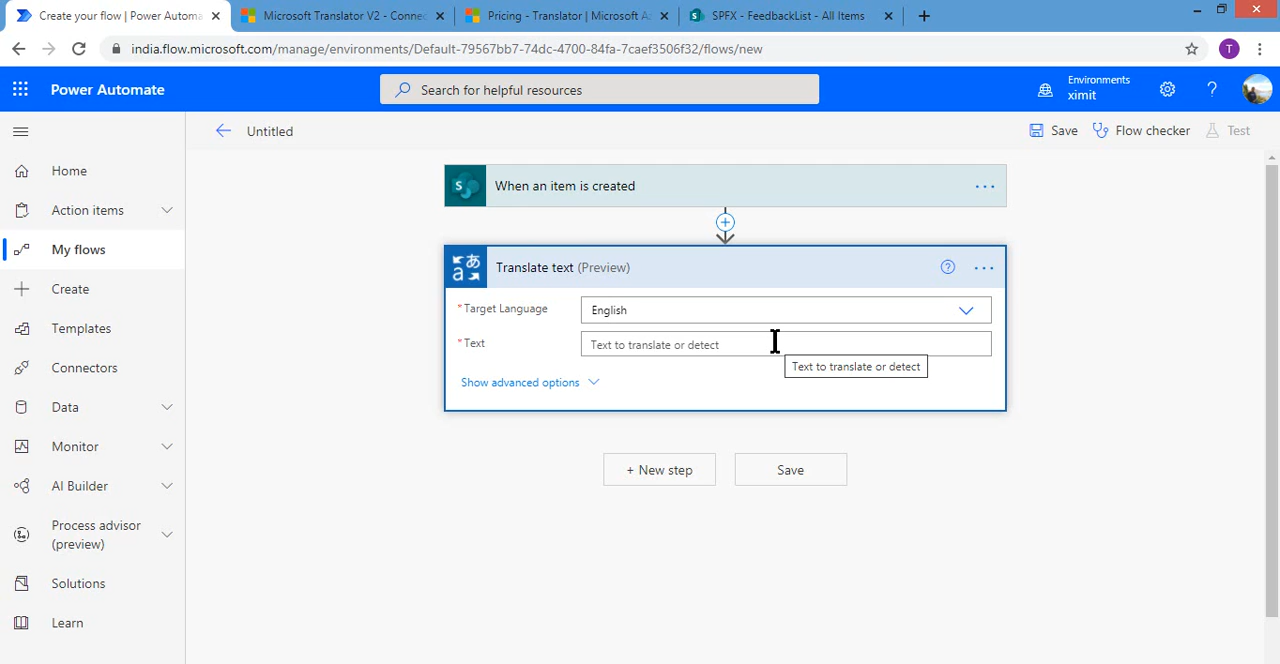 Create your flow | Power Automa
Microsoft Translator V2 - Connec
Pricing - Translator | Microsoft A
SPFX - FeedbackList - All Items
india.flow.microsoft.com/manage/environments/Default-79567bb7-74dc-4700-84fa-7caef3506f32/flows/new
T
Power Automate
Search for helpful resources
Environments
ximit
Untitled
Save
Flow checker
Test
Home
Action items
My flows
Create
Templates
Connectors
Data
Monitor
AI Builder
Process advisor
(preview)
Solutions
Learn
S
When an item is created
aあ
Translate text (Preview)
*Target Language
English
*Text
Text to translate or detect
Text to translate or detect
Show advanced options
+ New step
Save